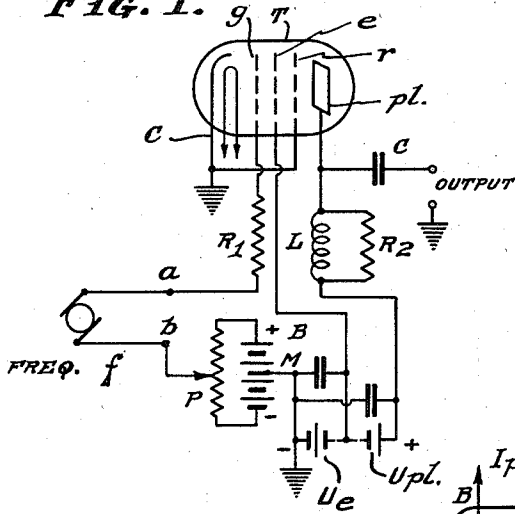 FIG. 1.
g T e
r
pl.
C
c
OUTPUT
R1 L R2
a
b
+ B
FREQ. f M
P
-
- +
Ue Upl.
Ip
B